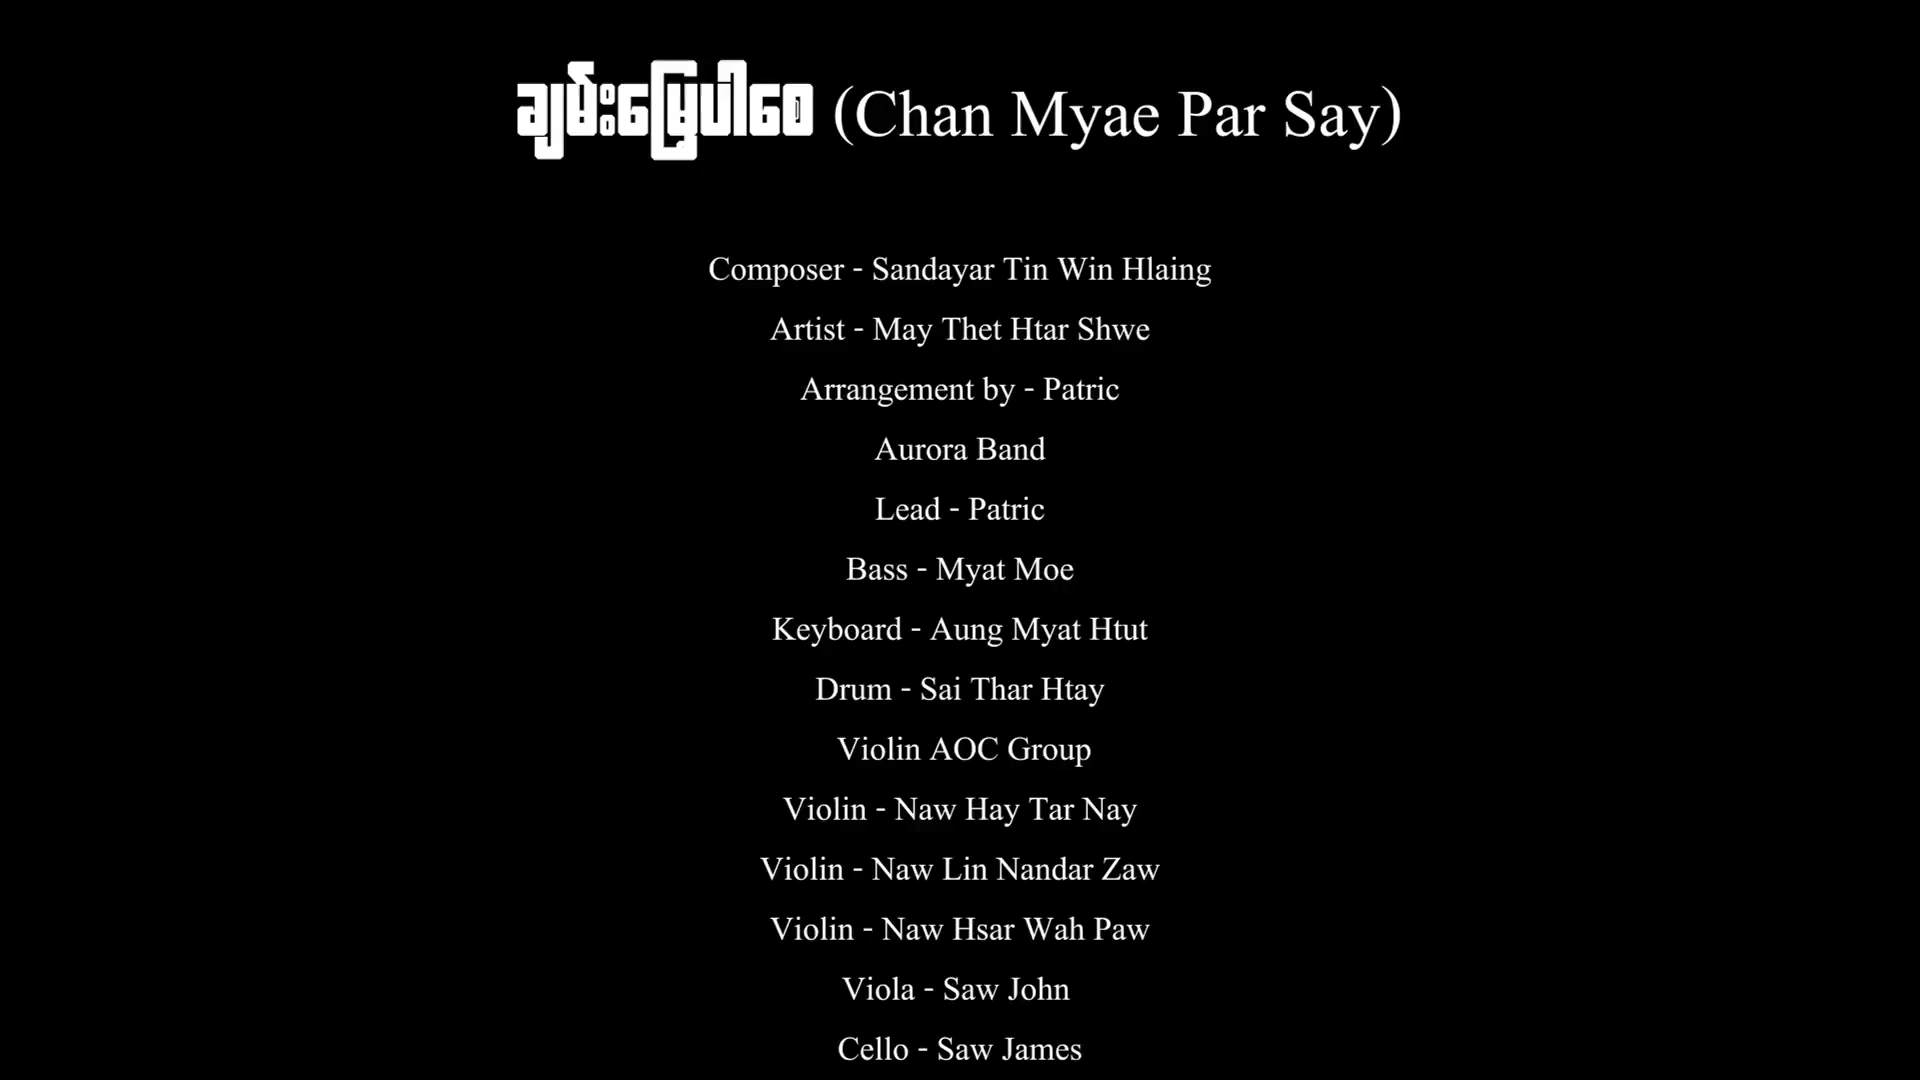 ချမ်းမြေ့ပါစေ (Chan Myae Par Say)
Composer - Sandayar Tin Win Hlaing
Artist - May Thet Htar Shwe
Arrangement by - Patric
Aurora Band
Lead - Patric
Bass - Myat Moe
Keyboard - Aung Myat Htut
Drum - Sai Thar Htay
Violin AOC Group
Violin - Naw Hay Tar Nay
Violin - Naw Lin Nandar Zaw
Violin - Naw Hsar Wah Paw
Viola - Saw John
Cello - Saw James